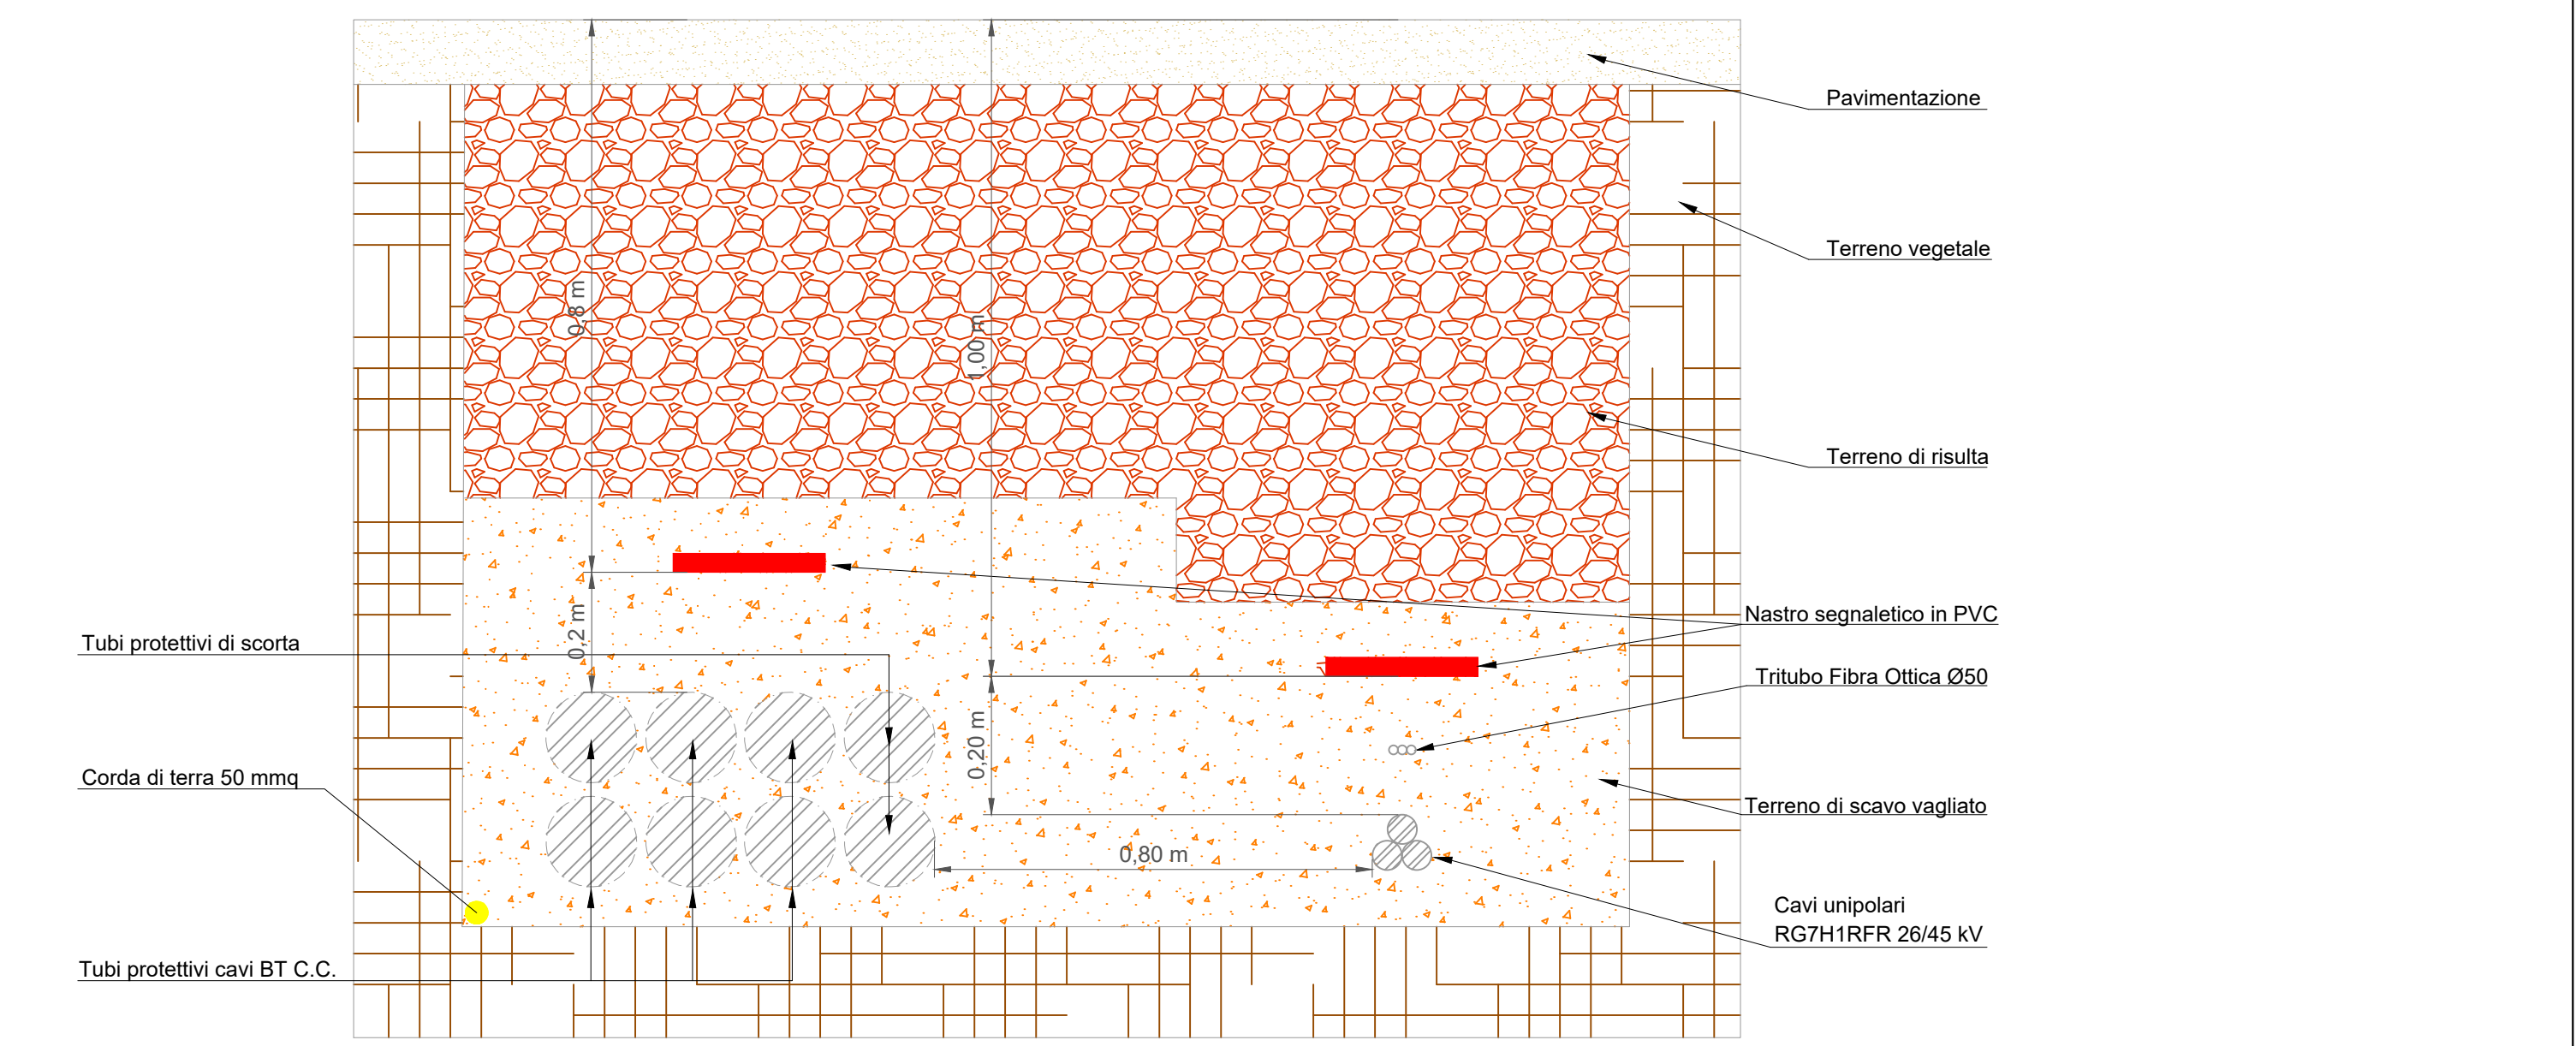 Pavimentazione
Terreno vegetale
0,8 m
1,00 m
Terreno di risulta
Nastro segnaletico in PVC
0,2 m
Tubi protettivi di scorta
Tritubo Fibra Ottica Ø50
0,20 m
Corda di terra 50 mmq
Terreno di scavo vagliato
0,80 m
Cavi unipolari
RG7H1RFR 26/45 kV
Tubi protettivi cavi BT C.C.